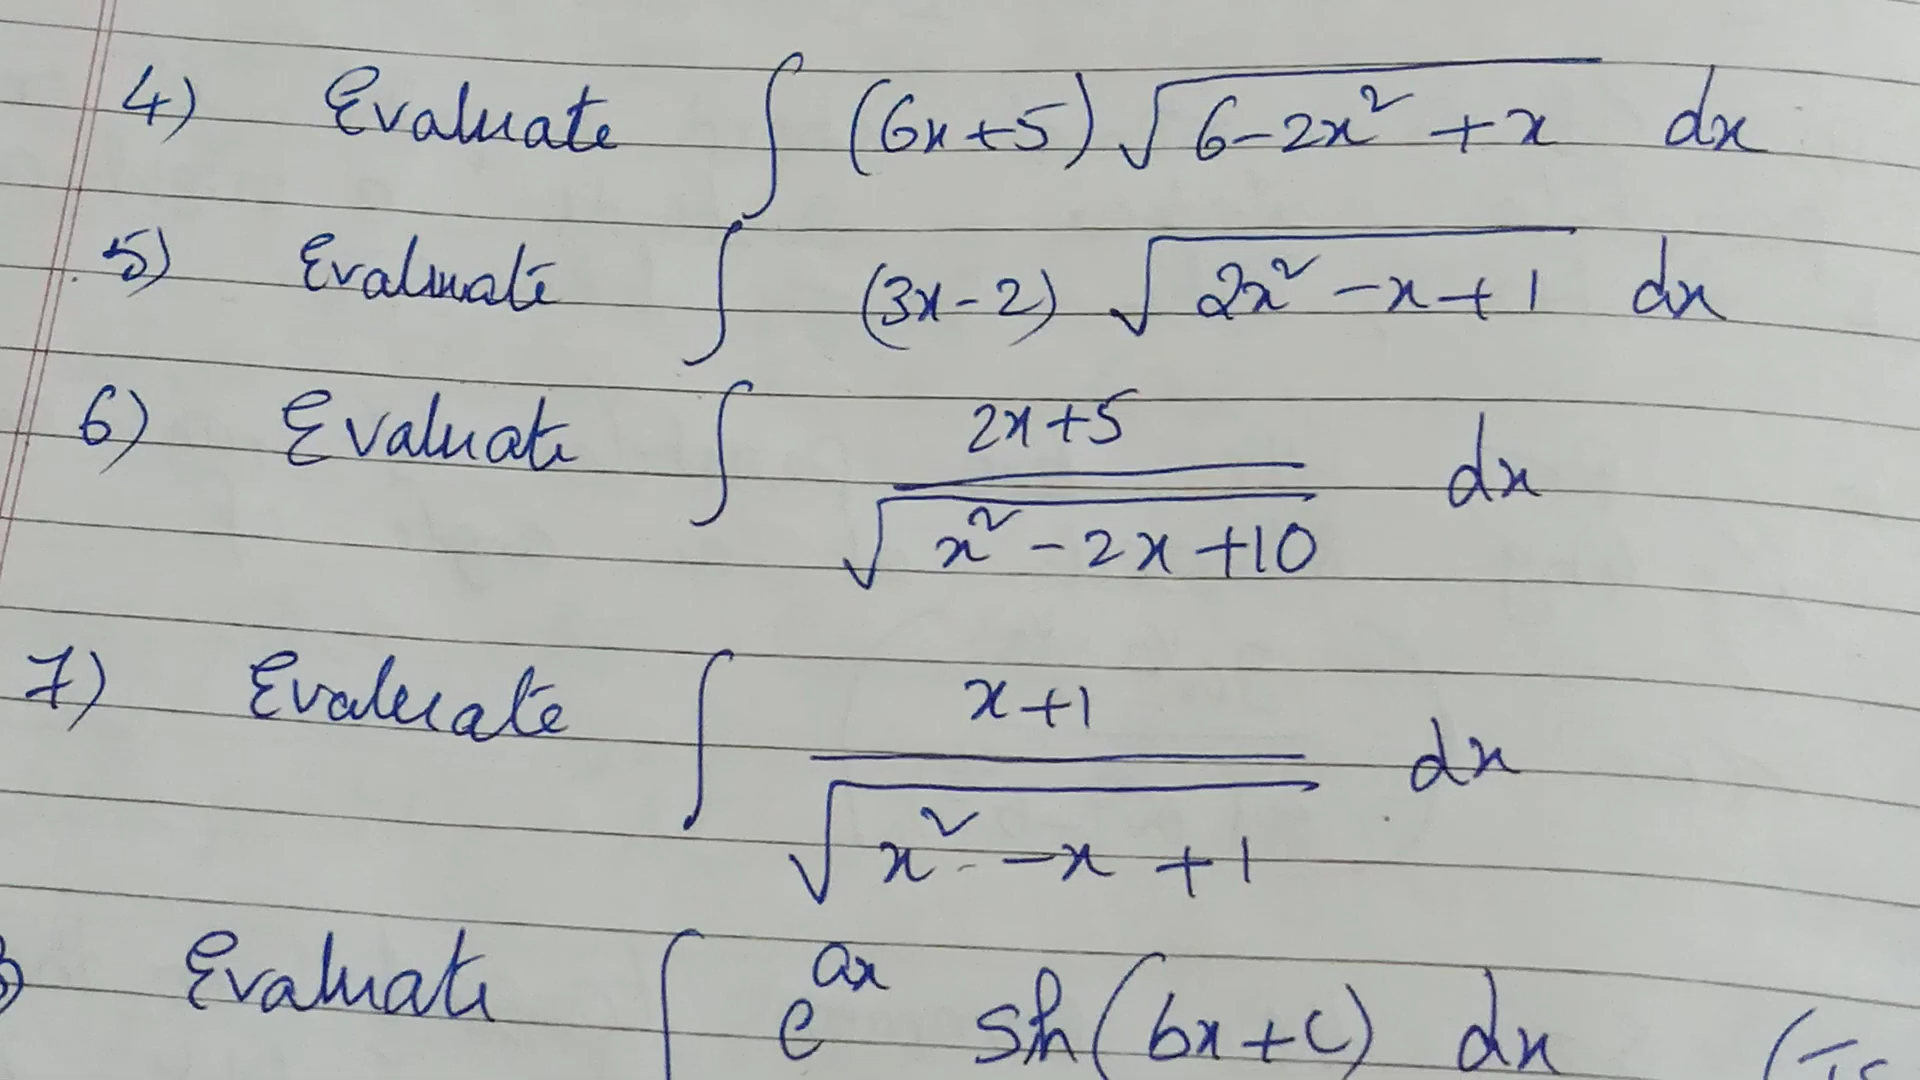 4) Evaluate ∫ (6x+5) √(6-2x² + x) dx
5) Evaluate ∫ (3x-2) √(2x² -x+1) dx
6) Evaluate ∫ (2x+5)/√(x² -2x +10) dx
7) Evaluate ∫ (x+1)/√(x² -x +1) dx
Evaluate ∫ e^(ax) sin(bx+c) dx